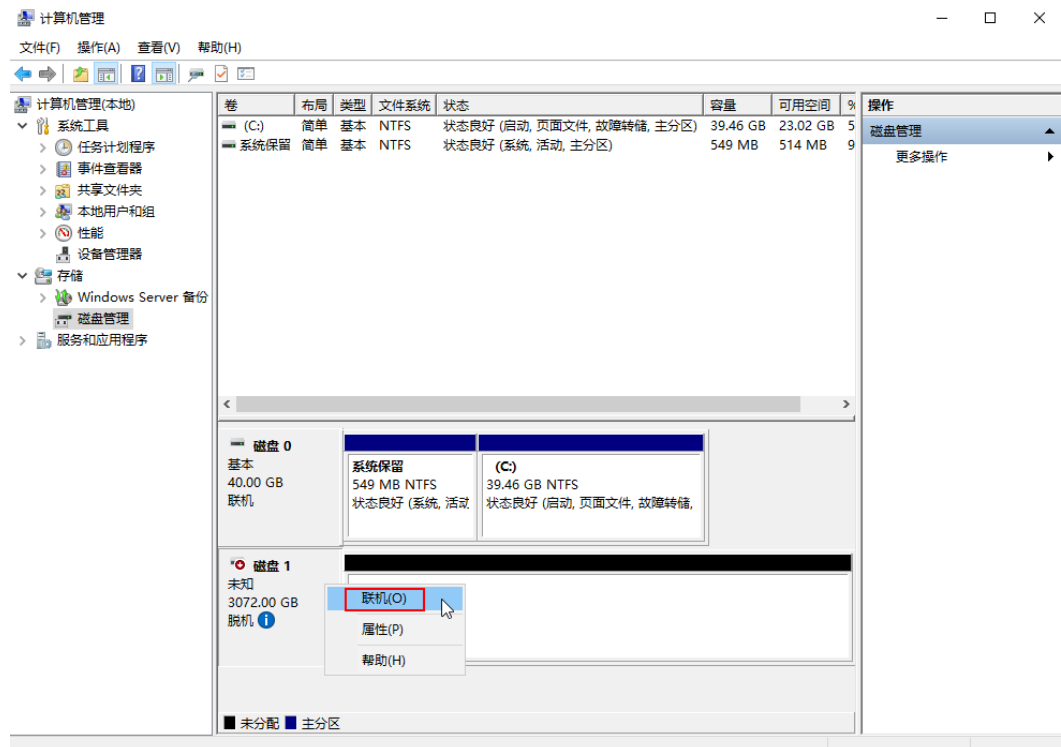 计算机管理
文件(F) 操作(A) 查看(V) 帮助(H)
计算机管理(本地)
系统工具
任务计划程序
事件查看器
共享文件夹
本地用户和组
性能
设备管理器
存储
Windows Server 备份
磁盘管理
服务和应用程序
卷 布局 类型 文件系统 状态 容量 可用空间 %
(C:) 简单 基本 NTFS 状态良好 (启动, 页面文件, 故障转储, 主分区) 39.46 GB 23.02 GB 5
系统保留 简单 基本 NTFS 状态良好 (系统, 活动, 主分区) 549 MB 514 MB 9
磁盘 0
基本
40.00 GB
联机
系统保留
549 MB NTFS
状态良好 (系统, 活动
(C:)
39.46 GB NTFS
状态良好 (启动, 页面文件, 故障转储,
磁盘 1
未知
3072.00 GB
脱机
联机(O)
属性(P)
帮助(H)
未分配 主分区
操作
磁盘管理
更多操作